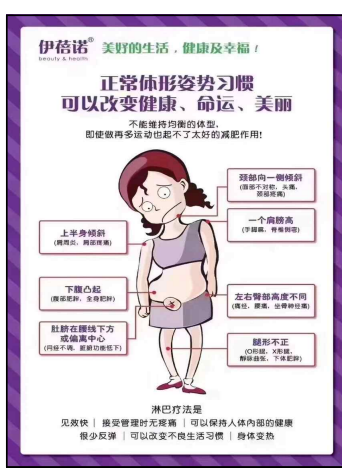 伊蓓诺®
beauty & health
美好的生活，健康及幸福！
正常体形姿势习惯
可以改变健康、命运、美丽
不能维持均衡的体型，
即使做再多运动也起不了太好的减肥作用！
颈部向一侧倾斜
(面部不对称，头痛，
颈部疼痛)
上半身倾斜
(肩周炎、肩部疼痛)
一个肩膀高
(手脚麻，脊椎侧弯)
下腹凸起
(腹部肥胖，全身肥胖)
左右臀部高度不同
(痛经，腰痛，坐骨神经痛)
肚脐在腰线下方
或偏离中心
(月经不调，脏腑功能低下)
腿形不正
(O形腿，X形腿，
静脉曲张，下体肥胖)
淋巴疗法是
见效快｜接受管理时无疼痛｜可以保持人体内部的健康
很少反弹｜可以改变不良生活习惯｜身体变热